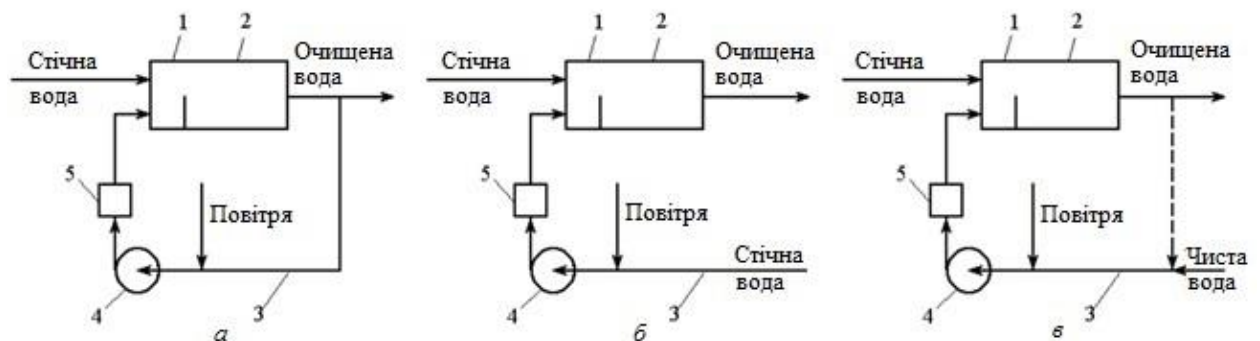 1 2
Стічна
вода
Очищена
вода
5
Повітря
4
3
а
1 2
Стічна
вода
Очищена
вода
5
Повітря
Стічна
вода
4
3
б
1 2
Стічна
вода
Очищена
вода
5
Повітря
Чиста
вода
4
3
в